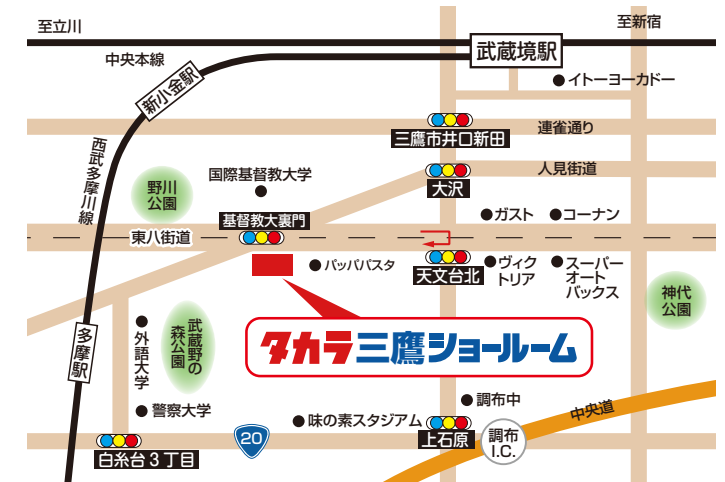 至立川
至新宿
中央本線
武蔵境駅
イトーヨーカドー
新小金駅
三鷹市井口新田
連雀通り
西武多摩川線
国際基督教大学
大沢
人見街道
野川
公園
基督教大裏門
ガスト
コーナン
東八街道
パッパパスタ
天文台北
ヴィク
トリア
スーパー
オート
バックス
神代
公園
武蔵野の
森公園
タカラ三鷹ショールーム
多摩駅
外語大学
警察大学
調布中
中央道
味の素スタジアム
20
上石原
調布
I.C.
白糸台3丁目